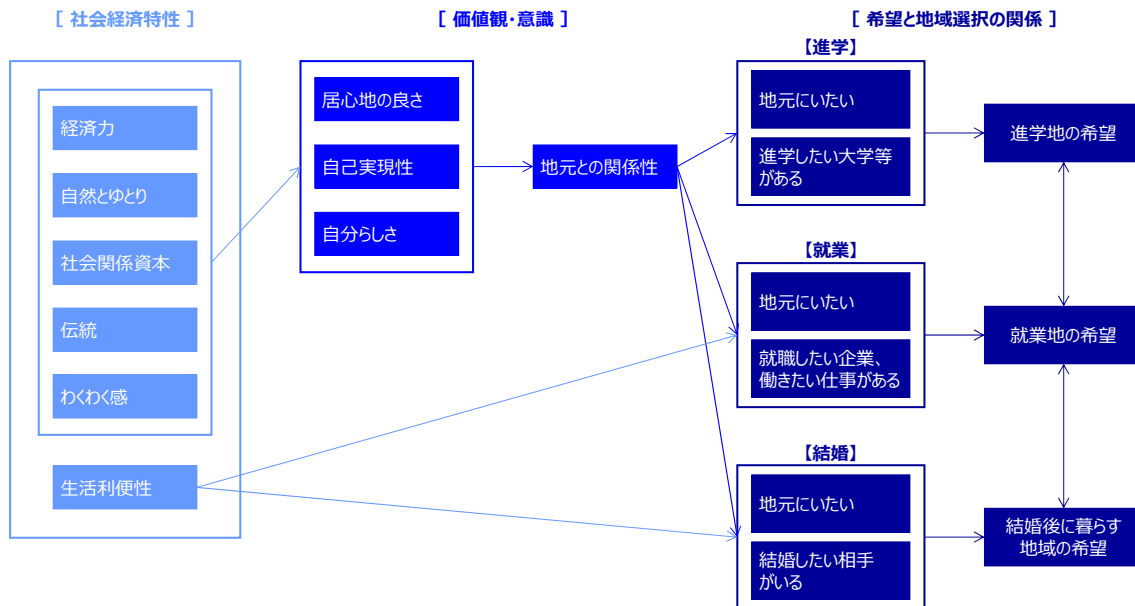 [ 社会経済特性 ]
[ 価値観・意識 ]
[ 希望と地域選択の関係 ]
経済力
自然とゆとり
社会関係資本
伝統
わくわく感
生活利便性
居心地の良さ
自己実現性
自分らしさ
地元との関係性
【進学】
地元にいたい
進学したい大学等
がある
進学地の希望
【就業】
地元にいたい
就職したい企業、
働きたい仕事がある
就業地の希望
【結婚】
地元にいたい
結婚したい相手
がいる
結婚後に暮らす
地域の希望